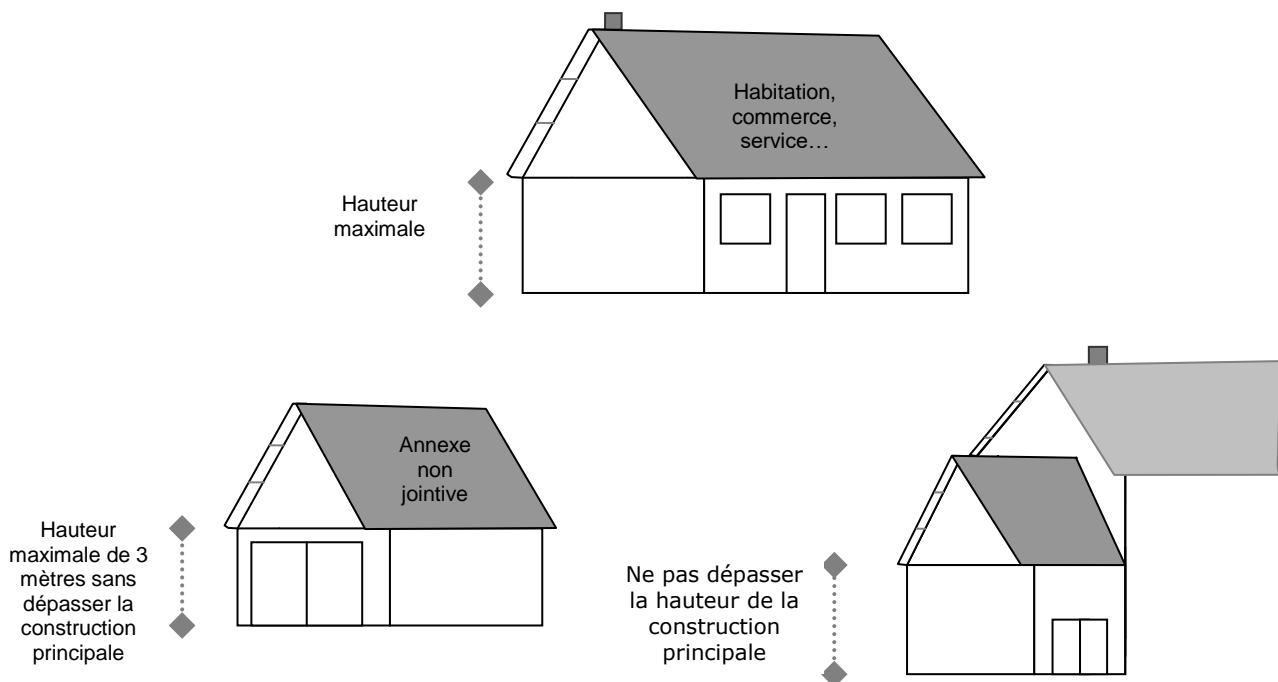 Habitation,
commerce,
service…
Hauteur
maximale
Annexe
non
jointive
Hauteur
maximale de 3
mètres sans
dépasser la
construction
principale
Ne pas dépasser
la hauteur de la
construction
principale